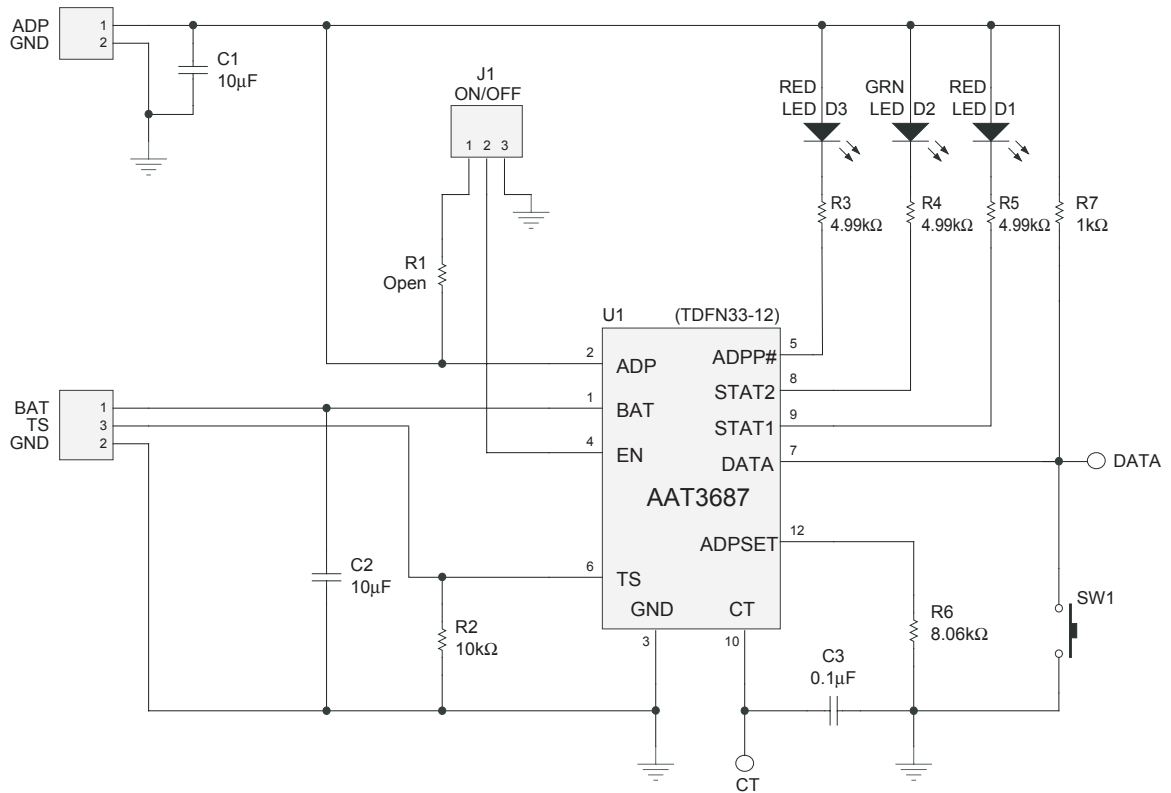 ADP 1
GND 2
C1
10µF
J1
ON/OFF
1 2 3
RED
LED D3
GRN
LED D2
RED
LED D1
R3
4.99kΩ
R4
4.99kΩ
R5
4.99kΩ
R7
1kΩ
R1
Open
U1 (TDFN33-12)
2 ADP
1 BAT
4 EN
6 TS
ADPP# 5
STAT2 8
STAT1 9
DATA 7
AAT3687
ADPSET 12
GND CT
3 10
DATA
BAT 1
TS 3
GND 2
C2
10µF
R2
10kΩ
R6
8.06kΩ
SW1
C3
0.1µF
CT